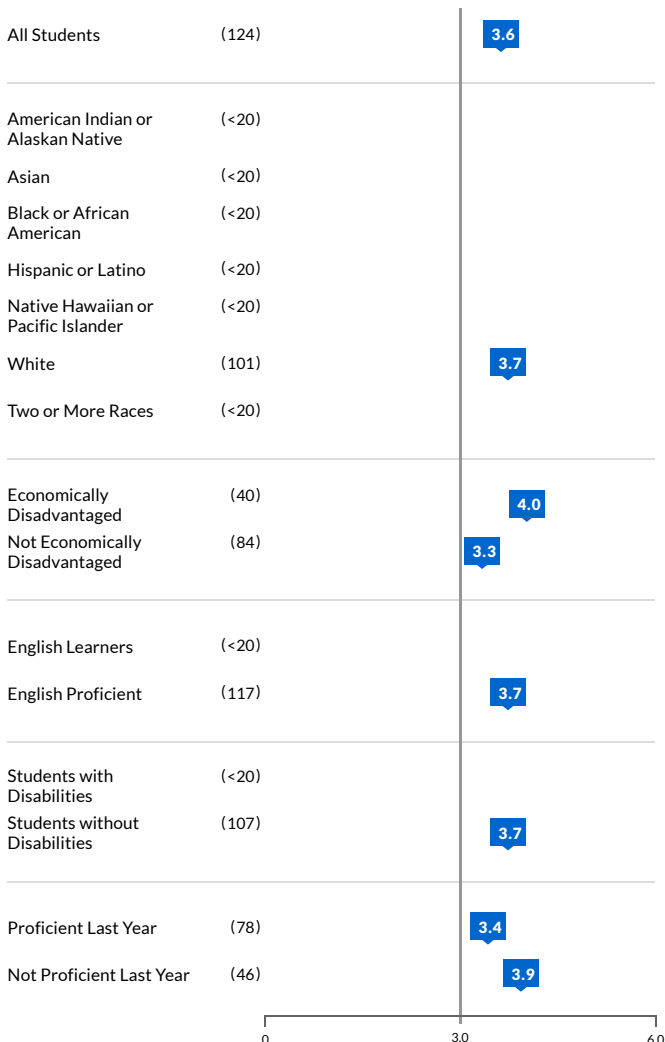 All Students (124) 3.6
American Indian or (<20)
Alaskan Native
Asian (<20)
Black or African (<20)
American
Hispanic or Latino (<20)
Native Hawaiian or (<20)
Pacific Islander
White (101) 3.7
Two or More Races (<20)
Economically (40) 4.0
Disadvantaged
Not Economically (84) 3.3
Disadvantaged
English Learners (<20)
English Proficient (117) 3.7
Students with (<20)
Disabilities
Students without (107) 3.7
Disabilities
Proficient Last Year (78) 3.4
Not Proficient Last Year (46) 3.9
0 3.0 6.0